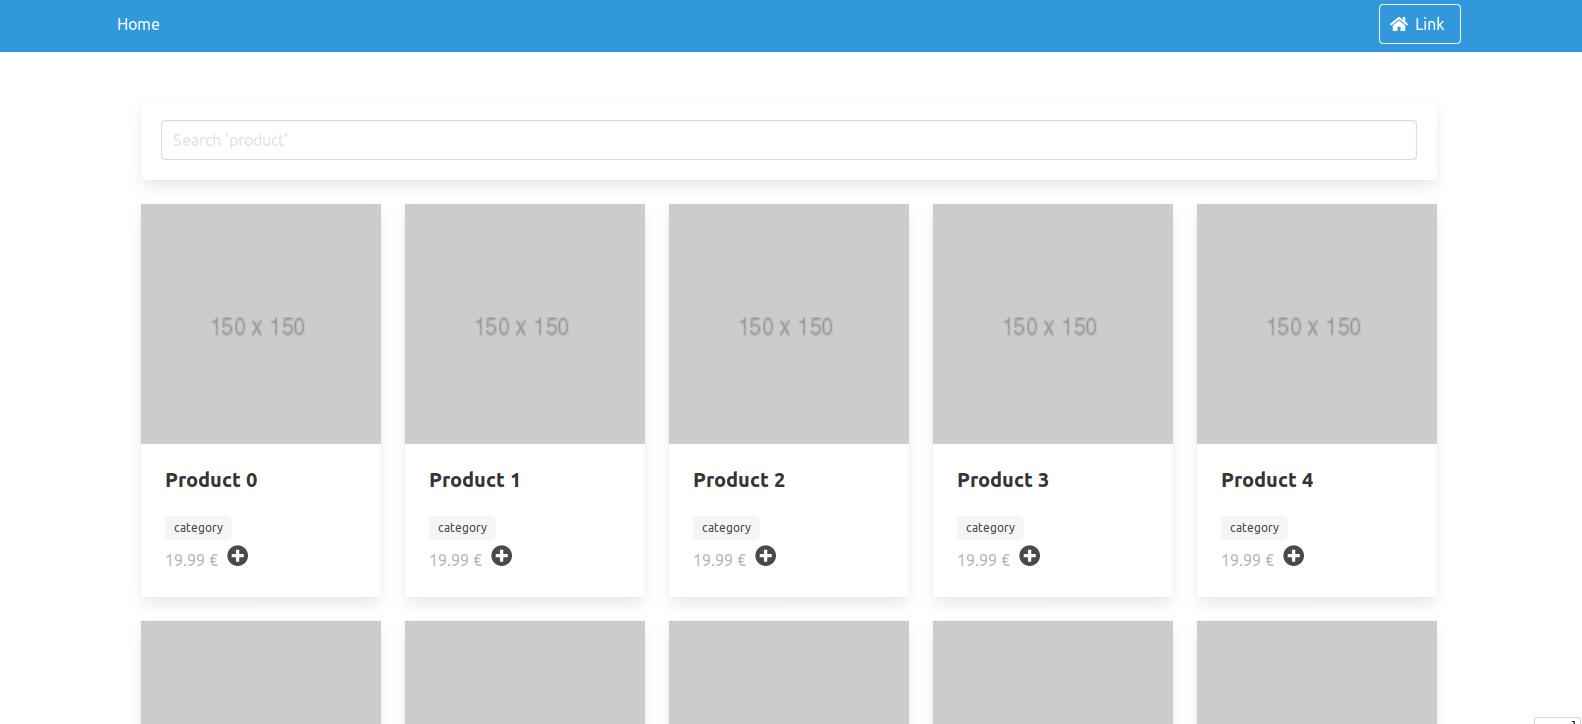 Home
Link
Search 'product'
150 x 150 150 x 150 150 x 150 150 x 150 150 x 150
Product 0 Product 1 Product 2 Product 3 Product 4
category category category category category
19.99 € 19.99 € 19.99 € 19.99 € 19.99 €